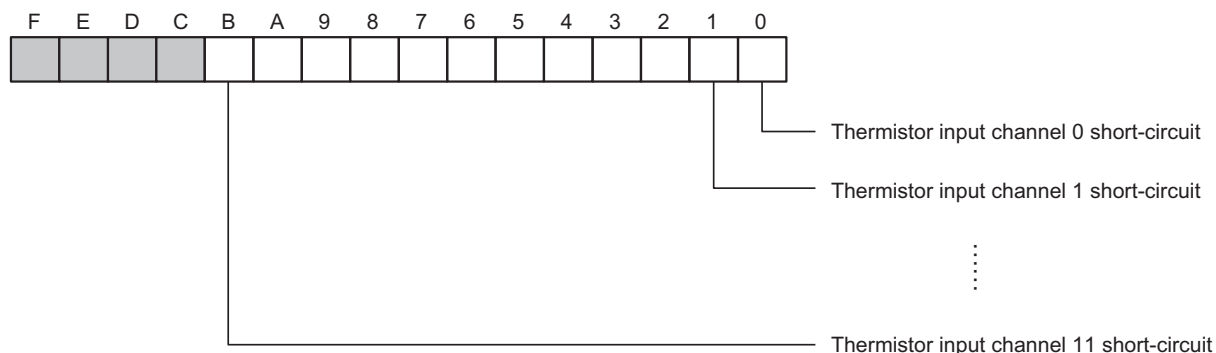 F E D C B A 9 8 7 6 5 4 3 2 1 0
Thermistor input channel 0 short-circuit
Thermistor input channel 1 short-circuit
Thermistor input channel 11 short-circuit